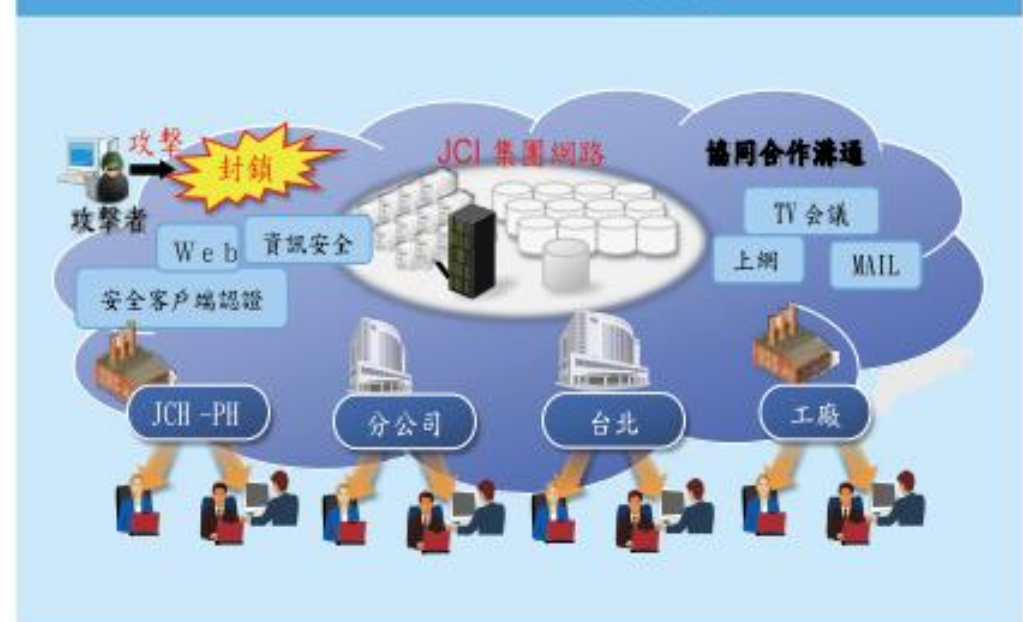 攻擊
封鎖
攻擊者
JCI 集團網路
協同合作溝通
Web
資訊安全
安全客戶端認證
TV 会议
上網
MAIL
JCH -PH
分公司
台北
工廠